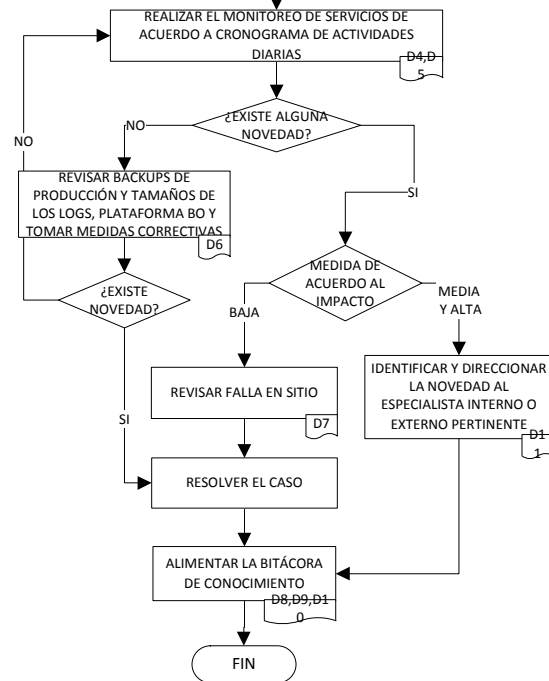 REALIZAR EL MONITOREO DE SERVICIOS DE
ACUERDO A CRONOGRAMA DE ACTIVIDADES
DIARIAS
D4,D
5
¿EXISTE ALGUNA
NOVEDAD?
NO
NO
SI
REVISAR BACKUPS DE
PRODUCCIÓN Y TAMAÑOS DE
LOS LOGS, PLATAFORMA BO Y
TOMAR MEDIDAS CORRECTIVAS
D6
MEDIDA DE
ACUERDO AL
IMPACTO
¿EXISTE
NOVEDAD?
BAJA
MEDIA
Y ALTA
REVISAR FALLA EN SITIO
D7
IDENTIFICAR Y DIRECCIONAR
LA NOVEDAD AL
ESPECIALISTA INTERNO O
EXTERNO PERTINENTE
D1
1
SI
RESOLVER EL CASO
ALIMENTAR LA BITÁCORA
DE CONOCIMIENTO
D8,D9,D1
0
FIN